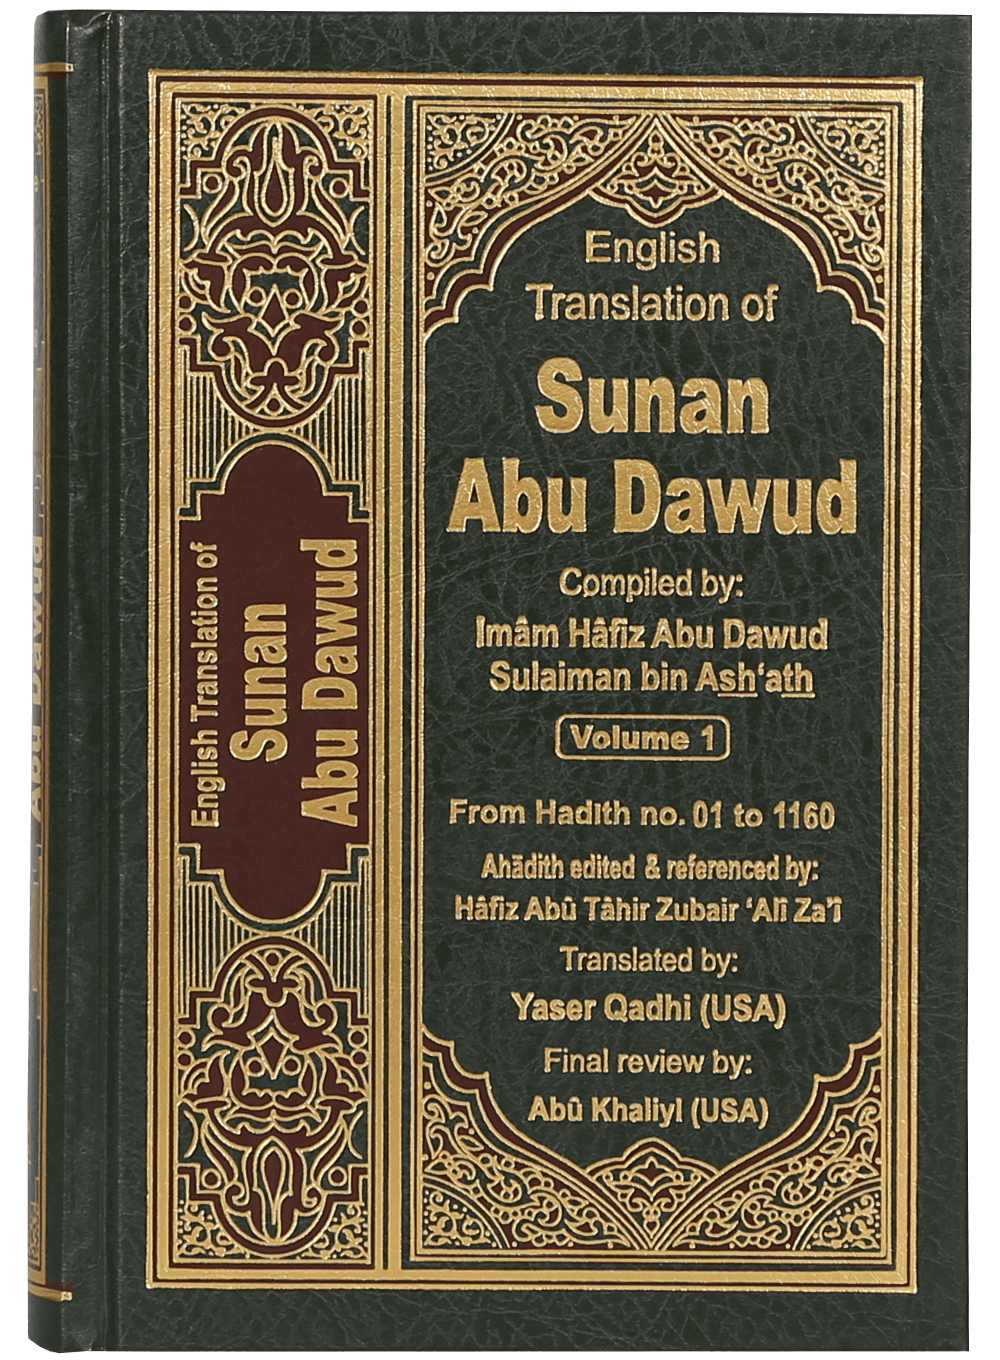 English
Translation of
Sunan
Abu Dawud
Compiled by:
Imâm Hâfiz Abu Dawud
Sulaiman bin Ash‘ath
Volume 1
From Hadith no. 01 to 1160
Ahādith edited & referenced by:
Hâfiz Abû Tâhir Zubair ‘Alî Za'î
Translated by:
Yaser Qadhi (USA)
Final review by:
Abû Khaliyl (USA)
English Translation of
Sunan
Abu Dawud
Abu Dawud